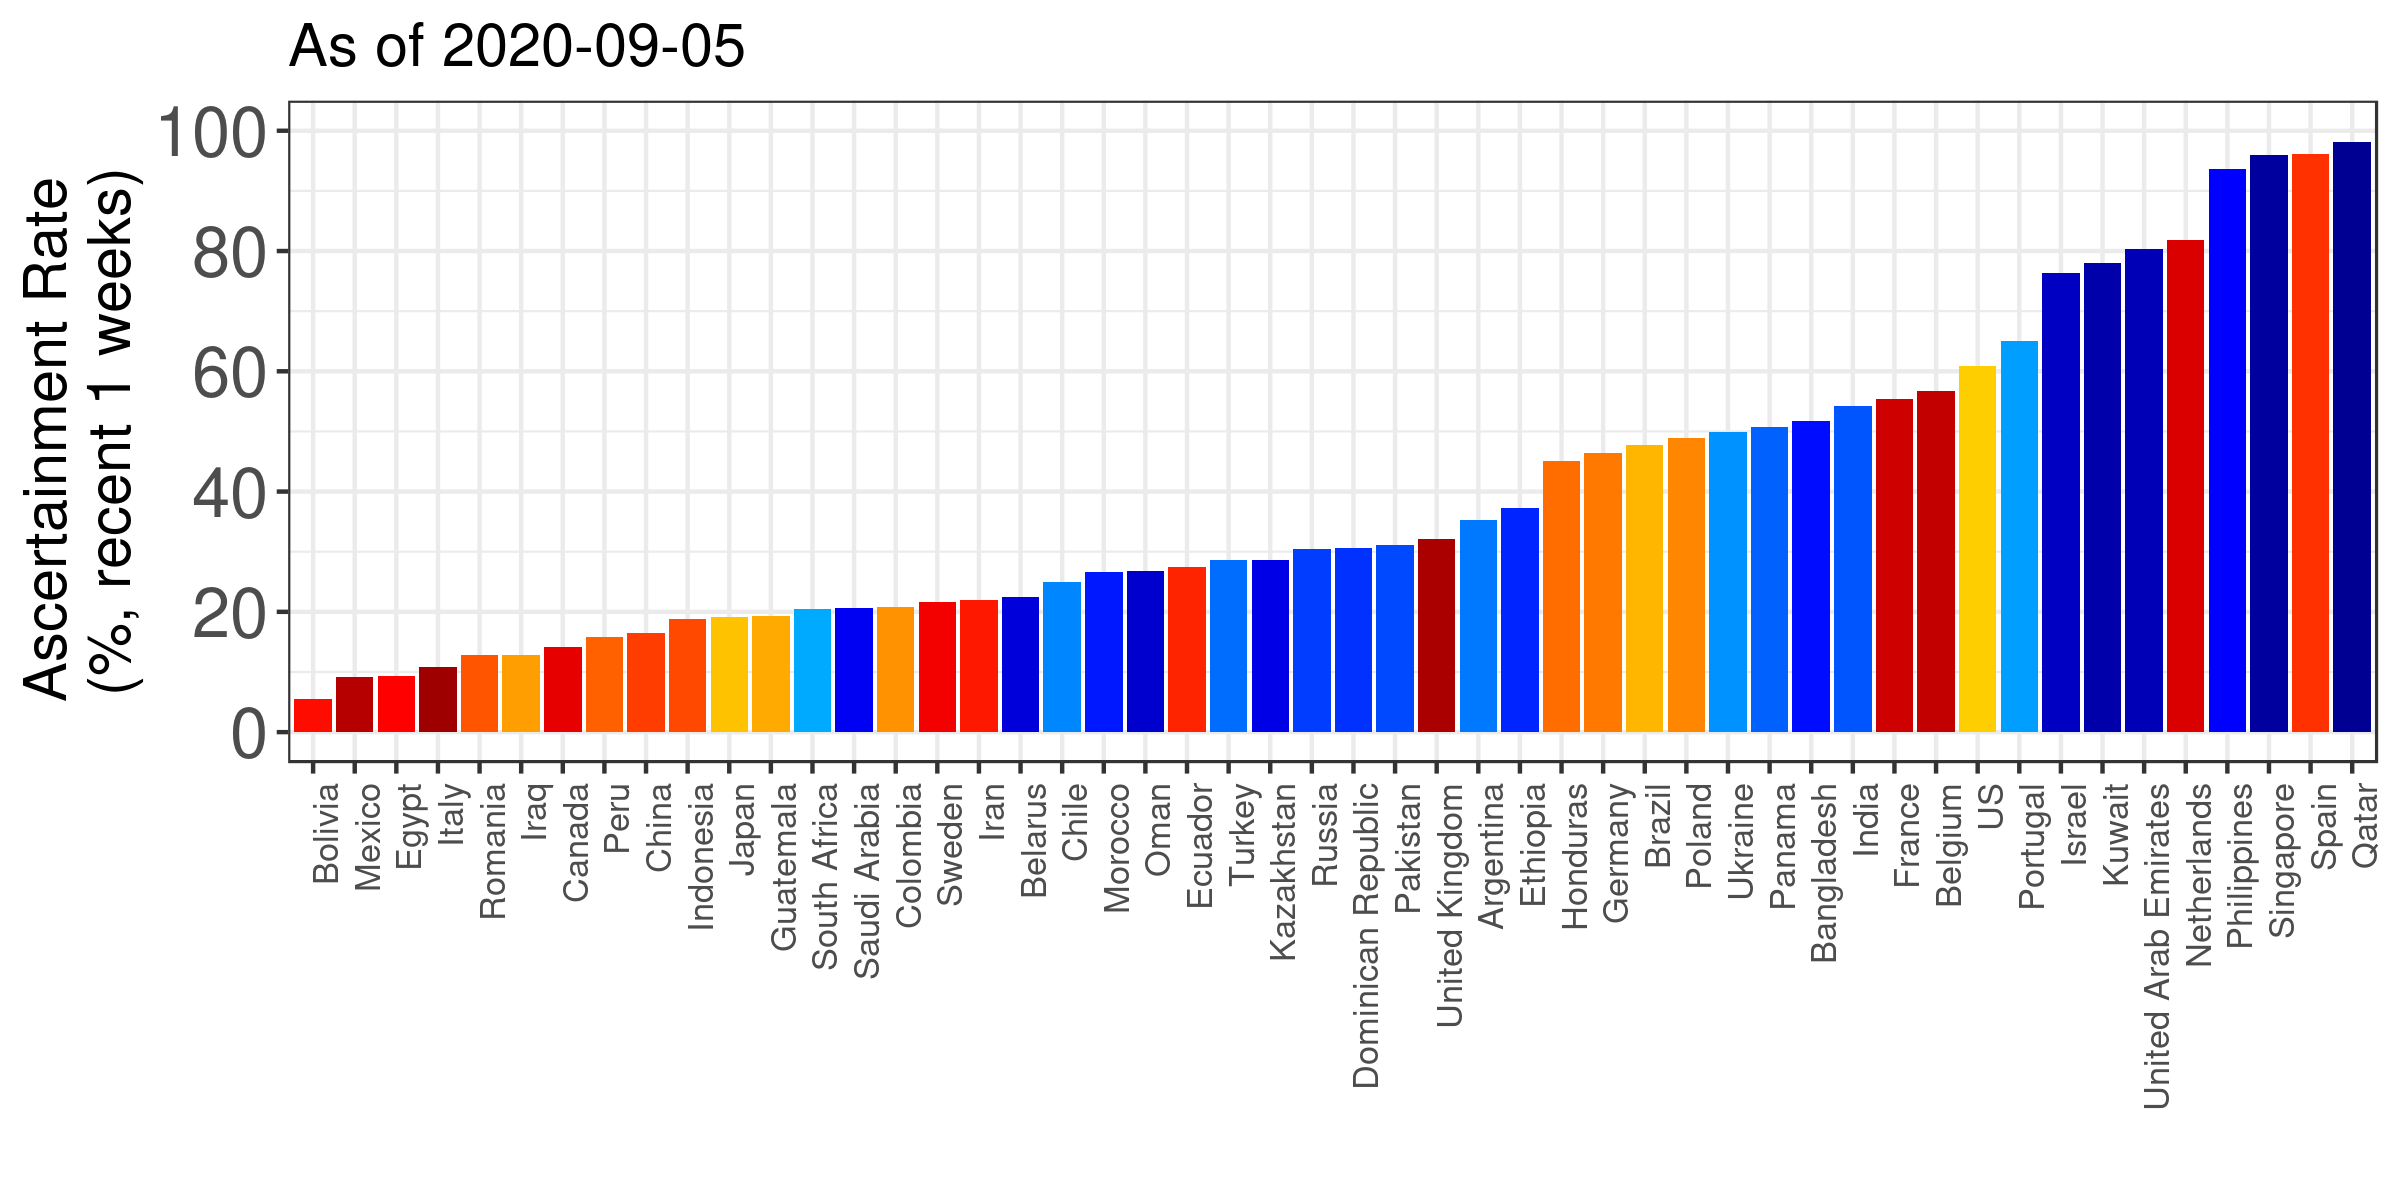 As of 2020-09-05
Ascertainment Rate
(%, recent 1 weeks)
100
80
60
40
20
0
Bolivia
Mexico
Egypt
Italy
Romania
Iraq
Canada
Peru
China
Indonesia
Japan
Guatemala
South Africa
Saudi Arabia
Colombia
Sweden
Iran
Belarus
Chile
Morocco
Oman
Ecuador
Turkey
Kazakhstan
Russia
Dominican Republic
Pakistan
United Kingdom
Argentina
Ethiopia
Honduras
Germany
Brazil
Poland
Ukraine
Panama
Bangladesh
India
France
Belgium
US
Portugal
Israel
Kuwait
United Arab Emirates
Netherlands
Philippines
Singapore
Spain
Qatar